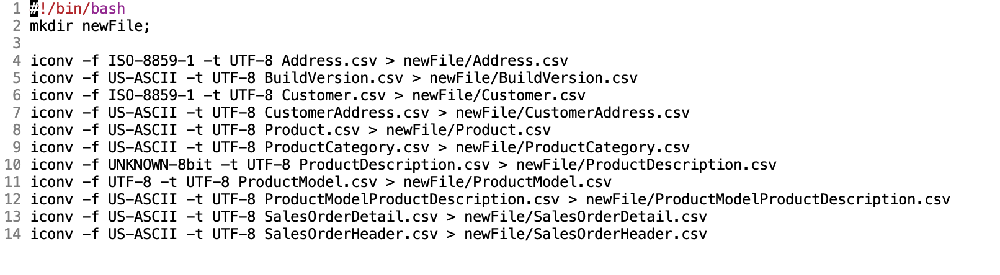 1 #!/bin/bash
2 mkdir newFile;
3
4 iconv -f ISO-8859-1 -t UTF-8 Address.csv > newFile/Address.csv
5 iconv -f US-ASCII -t UTF-8 BuildVersion.csv > newFile/BuildVersion.csv
6 iconv -f ISO-8859-1 -t UTF-8 Customer.csv > newFile/Customer.csv
7 iconv -f US-ASCII -t UTF-8 CustomerAddress.csv > newFile/CustomerAddress.csv
8 iconv -f US-ASCII -t UTF-8 Product.csv > newFile/Product.csv
9 iconv -f US-ASCII -t UTF-8 ProductCategory.csv > newFile/ProductCategory.csv
10 iconv -f UNKNOWN-8bit -t UTF-8 ProductDescription.csv > newFile/ProductDescription.csv
11 iconv -f UTF-8 -t UTF-8 ProductModel.csv > newFile/ProductModel.csv
12 iconv -f US-ASCII -t UTF-8 ProductModelProductDescription.csv > newFile/ProductModelProductDescription.csv
13 iconv -f US-ASCII -t UTF-8 SalesOrderDetail.csv > newFile/SalesOrderDetail.csv
14 iconv -f US-ASCII -t UTF-8 SalesOrderHeader.csv > newFile/SalesOrderHeader.csv